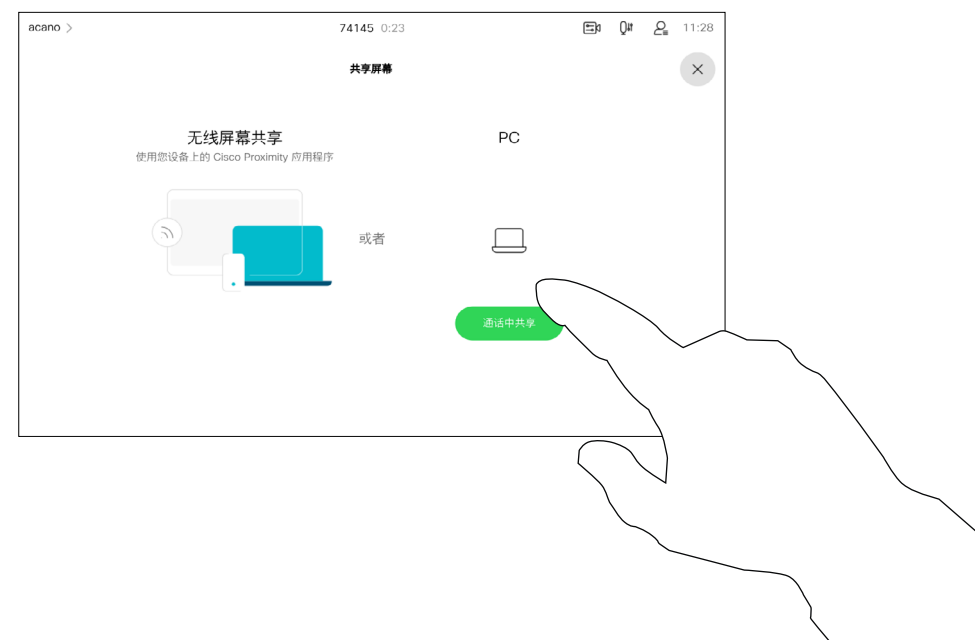 acano >
74145 0:23
11:28
共享屏幕
无线屏幕共享
使用您设备上的 Cisco Proximity 应用程序
PC
或者
通话中共享